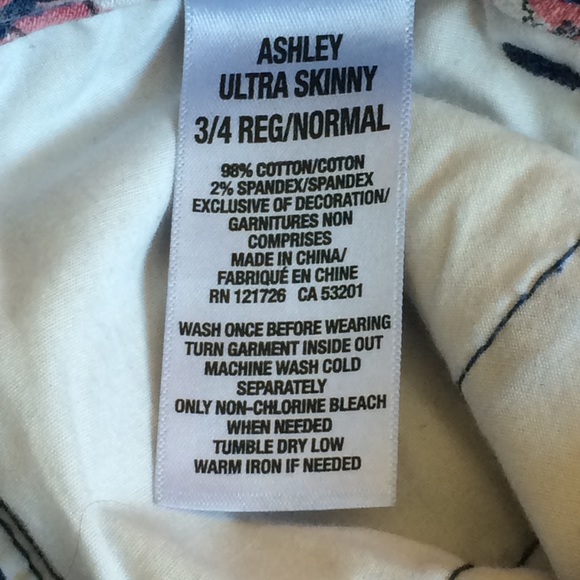 ASHLEY
ULTRA SKINNY
3/4 REG/NORMAL
98% COTTON/COTON
2% SPANDEX/SPANDEX
EXCLUSIVE OF DECORATION/
GARNITURES NON
COMPRISES
MADE IN CHINA/
FABRIQUÉ EN CHINE
RN 121726 CA 53201
WASH ONCE BEFORE WEARING
TURN GARMENT INSIDE OUT
MACHINE WASH COLD
SEPARATELY
ONLY NON-CHLORINE BLEACH
WHEN NEEDED
TUMBLE DRY LOW
WARM IRON IF NEEDED